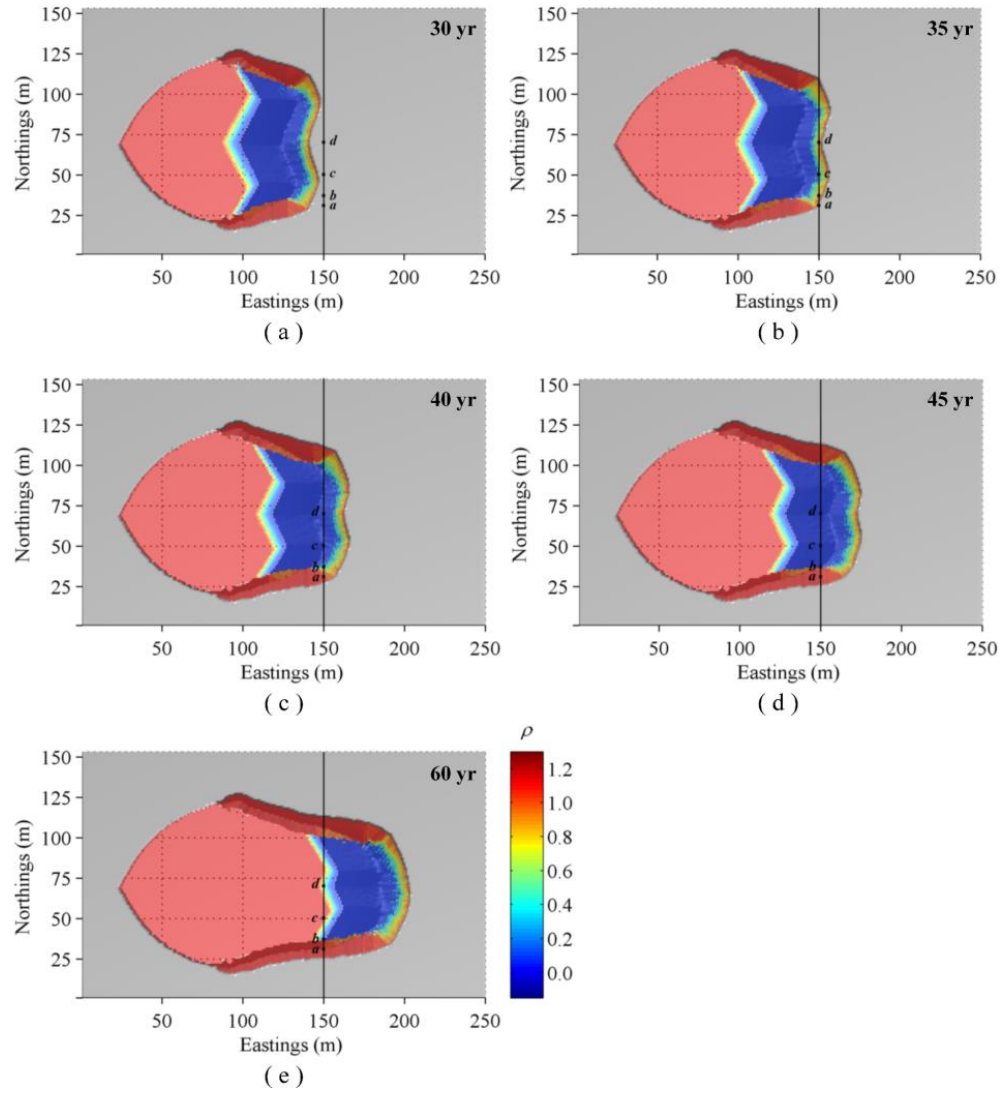 30 yr
150
125
100
75
50
25
Northings (m)
d
c
b
a
50 100 150 200 250
Eastings (m)
( a )
35 yr
150
125
100
75
50
25
Northings (m)
d
c
b
a
50 100 150 200 250
Eastings (m)
( b )
40 yr
150
125
100
75
50
25
Northings (m)
d
c
b
a
50 100 150 200 250
Eastings (m)
( c )
45 yr
150
125
100
75
50
25
Northings (m)
d
c
b
a
50 100 150 200 250
Eastings (m)
( d )
60 yr
150
125
100
75
50
25
Northings (m)
d
c
b
a
50 100 150 200 250
Eastings (m)
( e )
ρ
1.2
1.0
0.8
0.6
0.4
0.2
0.0